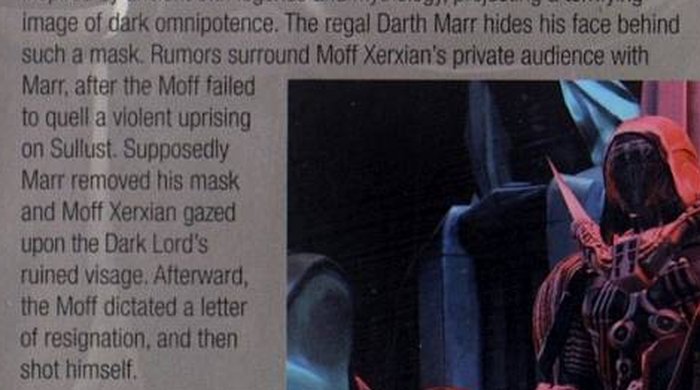 image of dark omnipotence. The regal Darth Marr hides his face behind
such a mask. Rumors surround Moff Xerxian's private audience with
Marr, after the Moff failed
to quell a violent uprising
on Sullust. Supposedly
Marr removed his mask
and Moff Xerxian gazed
upon the Dark Lord's
ruined visage. Afterward,
the Moff dictated a letter
of resignation, and then
shot himself.